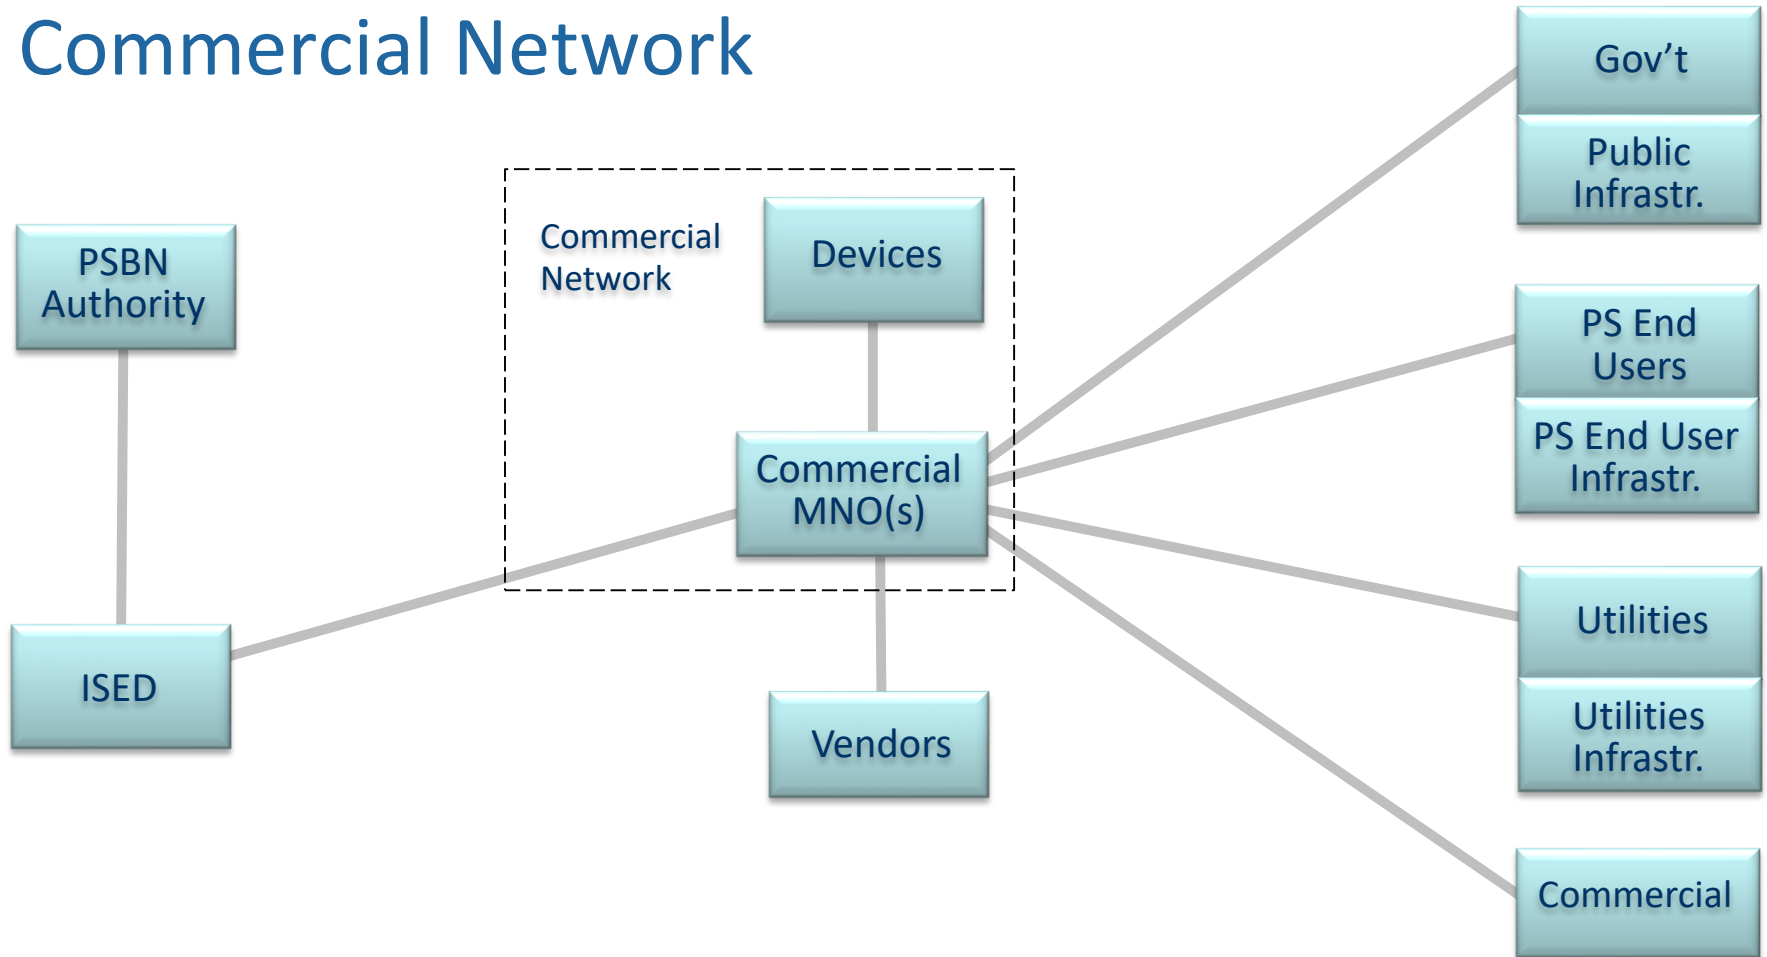 Commercial Network
Gov’t
Public
Infrastr.
PSBN
Authority
Commercial
Network
Devices
PS End
Users
PS End User
Infrastr.
Commercial
MNO(s)
ISED
Vendors
Utilities
Utilities
Infrastr.
Commercial